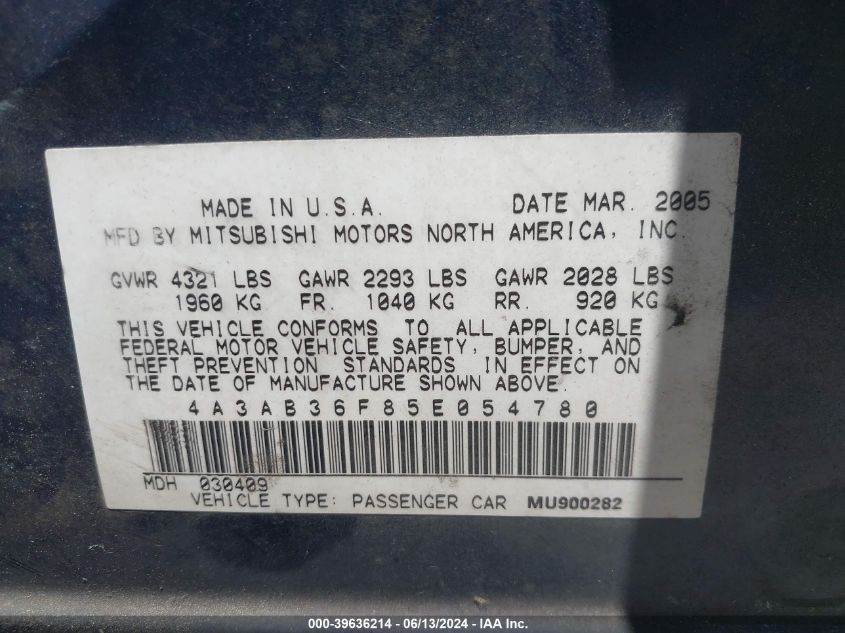 MADE IN U.S.A. DATE MAR. 2005
MFD BY MITSUBISHI MOTORS NORTH AMERICA, INC.
GVWR 4321 LBS GAWR 2293 LBS GAWR 2028 LBS
1960 KG FR. 1040 KG RR. 920 KG
THIS VEHICLE CONFORMS TO ALL APPLICABLE
FEDERAL MOTOR VEHICLE SAFETY, BUMPER, AND
THEFT PREVENTION STANDARDS IN EFFECT ON
THE DATE OF MANUFACTURE SHOWN ABOVE.
4A3AB36F85E054780
MDH 030409
VEHICLE TYPE: PASSENGER CAR MU900282
000-39636214 - 06/13/2024 - IAA Inc.